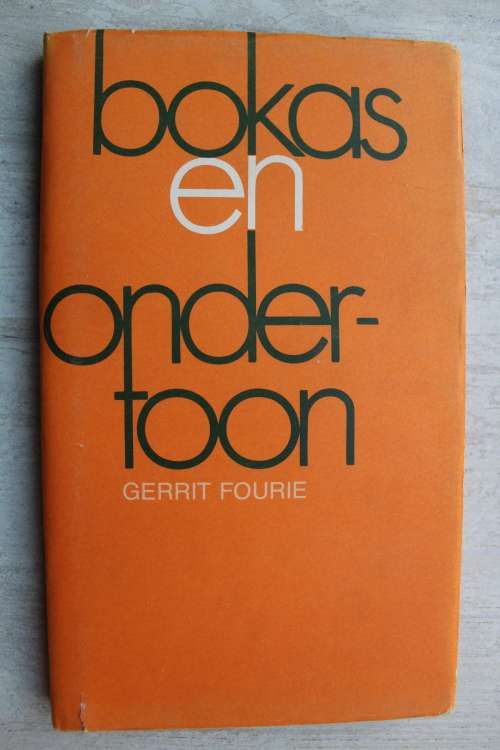 bokas
en
onder-
toon
GERRIT FOURIE